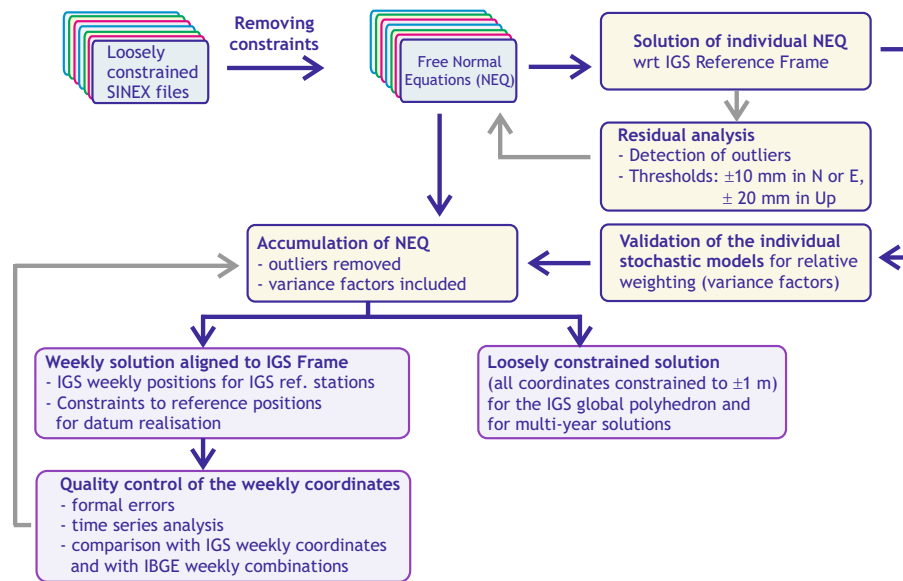 Removing
constraints
Loosely
constrained
SINEX files
Free Normal
Equations (NEQ)
Solution of individual NEQ
wrt IGS Reference Frame
Residual analysis
- Detection of outliers
- Thresholds: ±10 mm in N or E,
± 20 mm in Up
Accumulation of NEQ
- outliers removed
- variance factors included
Validation of the individual
stochastic models for relative
weighting (variance factors)
Weekly solution aligned to IGS Frame
- IGS weekly positions for IGS ref. stations
- Constraints to reference positions
for datum realisation
Loosely constrained solution
(all coordinates constrained to ±1 m)
for the IGS global polyhedron and
for multi-year solutions
Quality control of the weekly coordinates
- formal errors
- time series analysis
- comparison with IGS weekly coordinates
and with IBGE weekly combinations